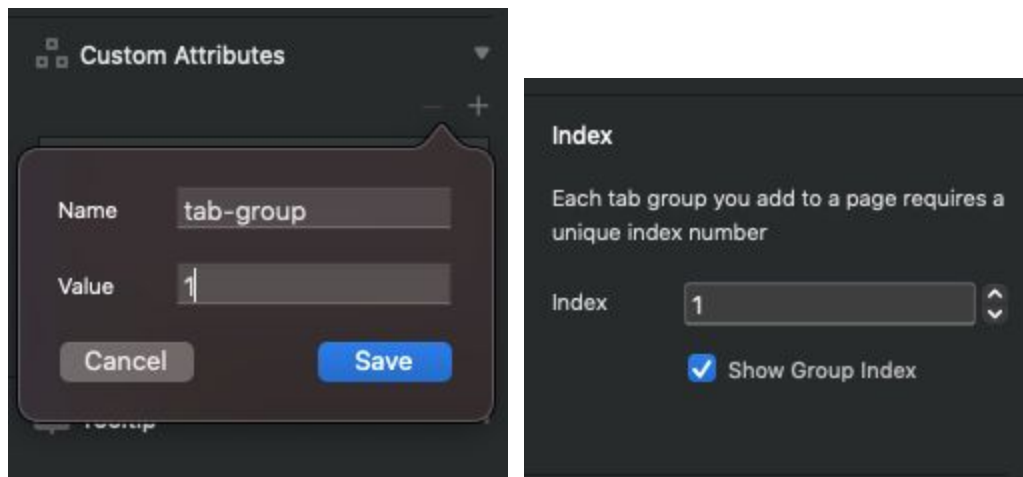 Custom Attributes
Name
tab-group
Value
1
Cancel
Save
Tooltip
Index
Each tab group you add to a page requires a
unique index number
Index
1
Show Group Index